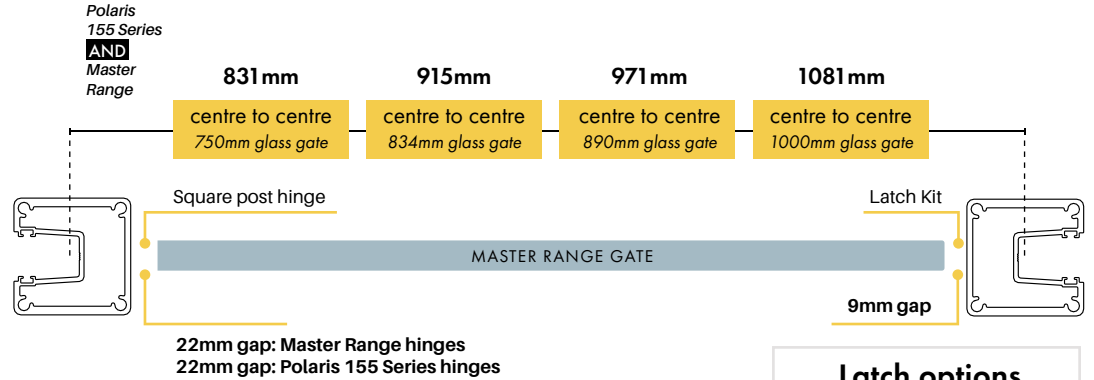 Polaris
155 Series
AND
Master
Range
831mm
915mm
971mm
1081mm
centre to centre
750mm glass gate
centre to centre
834mm glass gate
centre to centre
890mm glass gate
centre to centre
1000mm glass gate
Square post hinge
Latch Kit
MASTER RANGE GATE
9mm gap
22mm gap: Master Range hinges
22mm gap: Polaris 155 Series hinges
Latch options